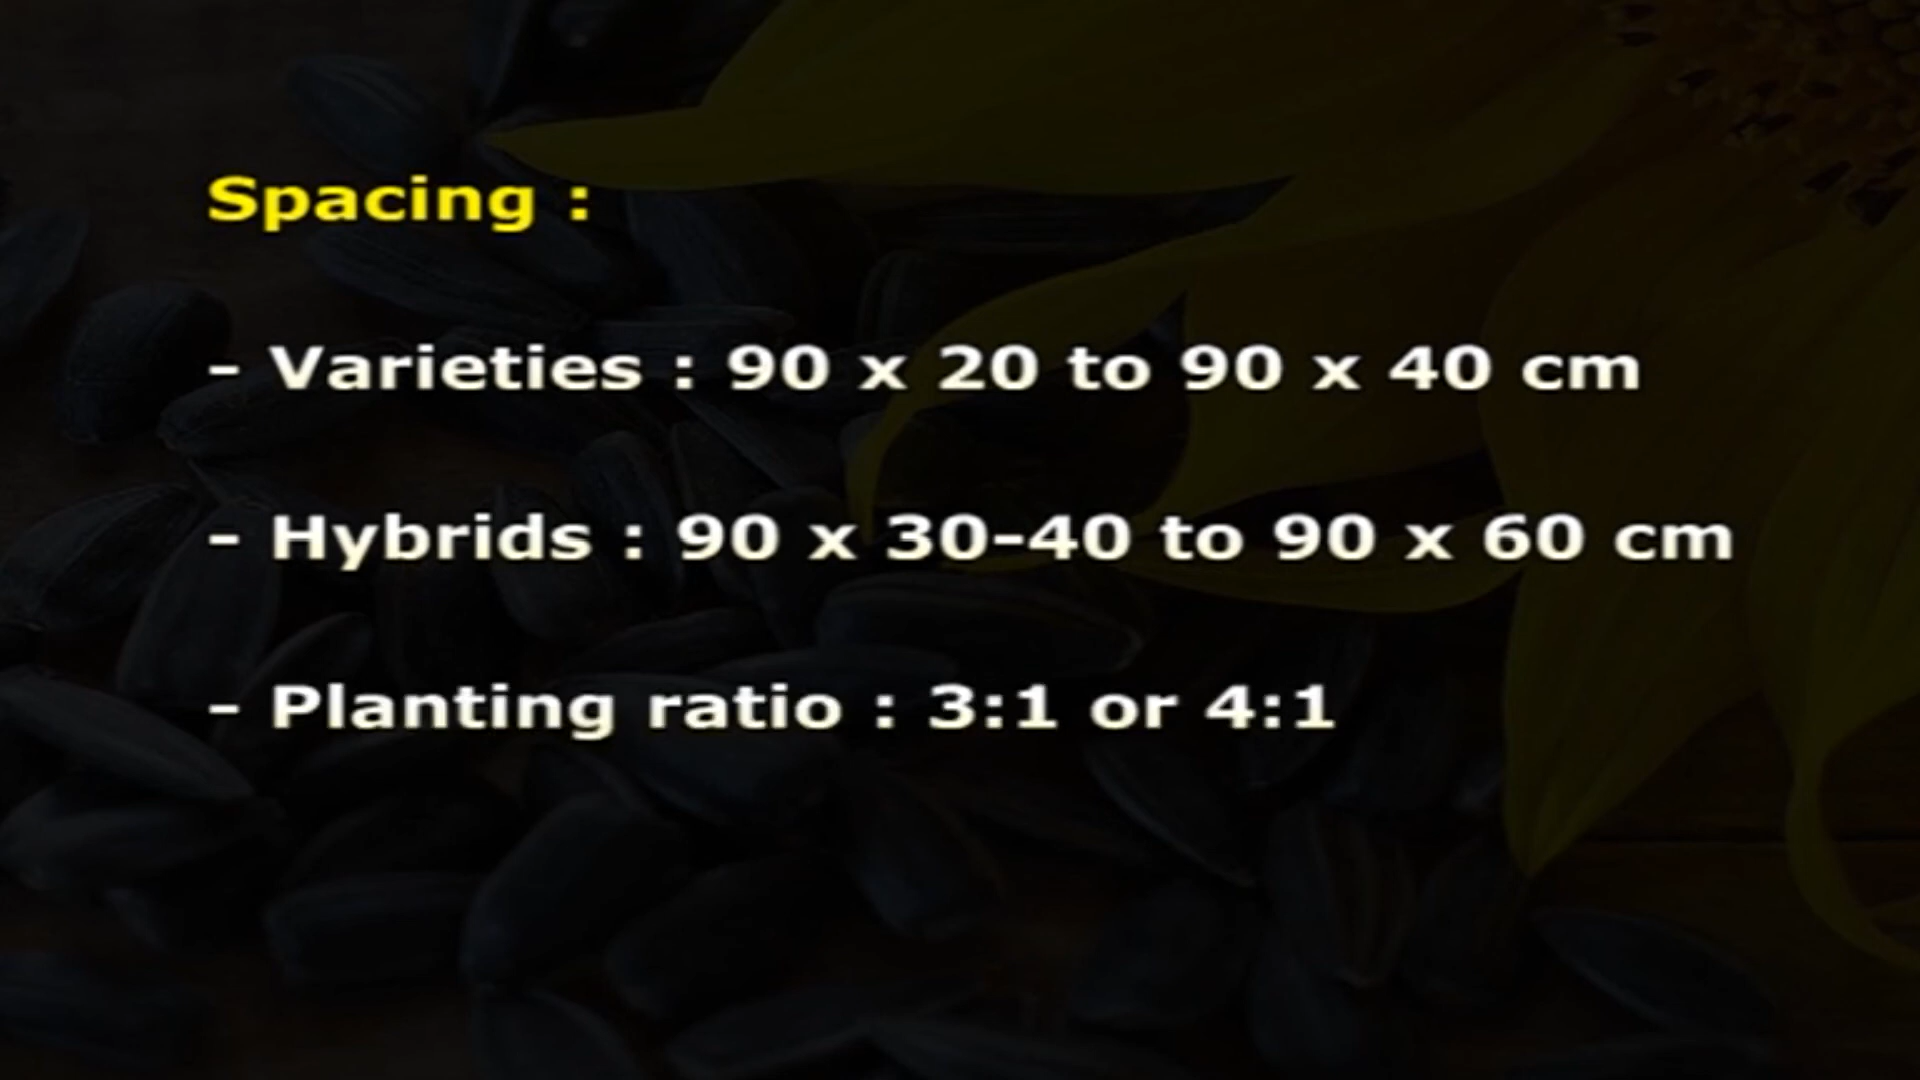 Spacing :
- Varieties : 90 x 20 to 90 x 40 cm
- Hybrids : 90 x 30-40 to 90 x 60 cm
- Planting ratio : 3:1 or 4:1